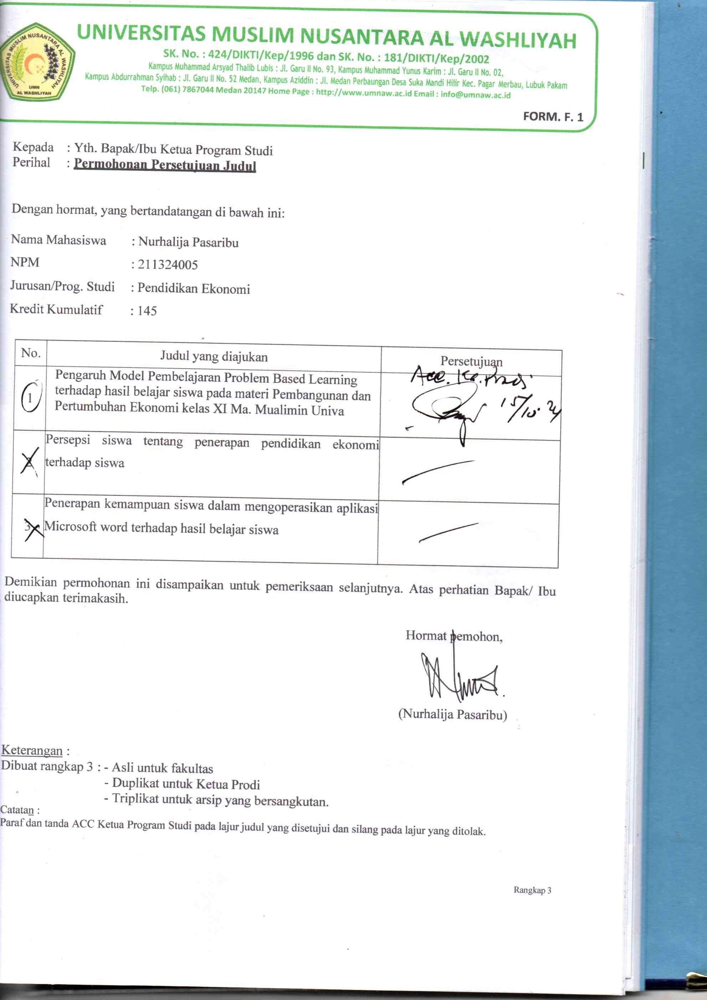 UNIVERSITAS MUSLIM NUSANTARA AL WASHLIYAH
UMN
AL WASHLIYAH
UNIVERSITAS MUSLIM NUSANTARA AL WASHLIYAH
SK. No. : 424/DIKTI/Kep/1996 dan SK. No. : 181/DIKTI/Kep/2002
Kampus Muhammad Arsyad Thalib Lubis : Jl. Garu II No. 93, Kampus Muhammad Yunus Karim : Jl. Garu II No. 02,
Kampus Abdurrahman Syihab : Jl. Garu II No. 52 Medan, Kampus Aziddin : Jl. Medan Perbaungan Desa Suka Mandi Hilir Kec. Pagar Merbau, Lubuk Pakam
Telp. (061) 7867044 Medan 20147 Home Page : http://www.umnaw.ac.id Email : info@umnaw.ac.id
FORM. F. 1
Kepada : Yth. Bapak/Ibu Ketua Program Studi
Perihal : Permohonan Persetujuan Judul
Dengan hormat, yang bertandatangan di bawah ini:
Nama Mahasiswa : Nurhalija Pasaribu
NPM : 211324005
Jurusan/Prog. Studi : Pendidikan Ekonomi
Kredit Kumulatif : 145
No. Judul yang diajukan Persetujuan
1 Pengaruh Model Pembelajaran Problem Based Learning
terhadap hasil belajar siswa pada materi Pembangunan dan
Pertumbuhan Ekonomi kelas XI Ma. Mualimin Univa
Acc. Ka. Prodi
15/10-24
Persepsi siswa tentang penerapan pendidikan ekonomi
terhadap siswa
3. Penerapan kemampuan siswa dalam mengoperasikan aplikasi
Microsoft word terhadap hasil belajar siswa
Demikian permohonan ini disampaikan untuk pemeriksaan selanjutnya. Atas perhatian Bapak/ Ibu
diucapkan terimakasih.
Hormat pemohon,
(Nurhalija Pasaribu)
Keterangan :
Dibuat rangkap 3 : - Asli untuk fakultas
- Duplikat untuk Ketua Prodi
- Triplikat untuk arsip yang bersangkutan.
Catatan :
Paraf dan tanda ACC Ketua Program Studi pada lajur judul yang disetujui dan silang pada lajur yang ditolak.
Rangkap 3